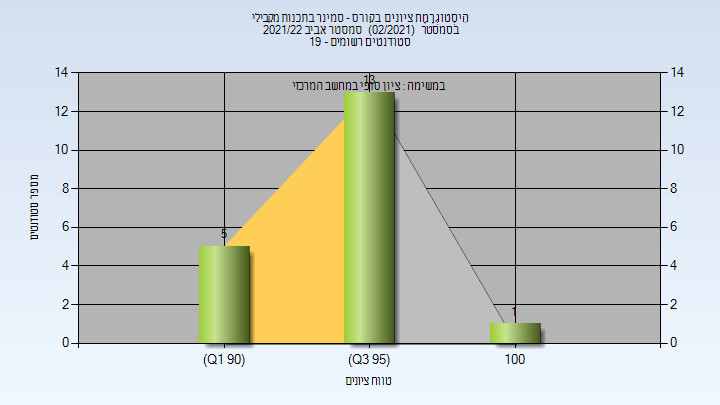 היסטוגרמת ציונים בקורס - סמינר בתכנות מקבילי
בסמסטר (02/2021) סמסטר אביב 2021/22
סטודנטים רשומים - 19
במשימה : ציון סופי במחשב המרכזי
מספר סטודנטים
14
12
10
8
6
4
2
0
14
12
10
8
6
4
2
0
5
13
1
(Q1 90)
(Q3 95)
100
טווח ציונים